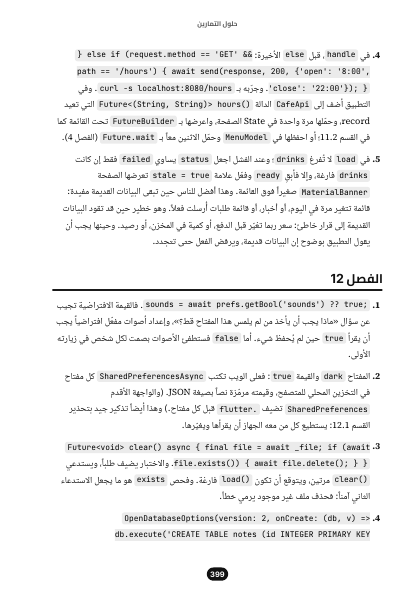 حلول التمارين
4. في handle، قبل else الأخيرة: } else if (request.method == 'GET' &&
path == '/hours') { await send(response, 200, {'open': '8:00',
'close': '22:00'}); }. وجرّبه بـ curl -s localhost:8080/hours. وفي
التطبيق أضف إلى CafeApi الدالة Future<(String, String)> hours() التي تعيد
record، وحمّلها مرة واحدة في State الصفحة، واعرضها بـ FutureBuilder تحت القائمة كما
في القسم 11.2؛ أو احفظها في MenuModel وحمّل الاثنين معاً بـ Future.wait (الفصل 4).
5. في load لا تُفرغ drinks؛ وعند الفشل اجعل status يساوي failed فقط إن كانت
drinks فارغة، وإلا فأبقِ ready وفعّل علامة stale = true تعرضها الصفحة
MaterialBanner صغيراً فوق القائمة. وهذا أفضل للناس حين تبقى البيانات القديمة مفيدة:
قائمة تتغير مرة في اليوم، أو أخبار، أو قائمة طلبات أُرسلت فعلاً. وهو خطير حين قد تقود البيانات
القديمة إلى قرار خاطئ: سعر ربما تغيّر قبل الدفع، أو كمية في المخزن، أو رصيد. وحينها يجب أن
يقول التطبيق بوضوح إن البيانات قديمة، ويرفض الفعل حتى تتجدد.
الفصل 12
1. sounds = await prefs.getBool('sounds') ?? true;. فالقيمة الافتراضية تجيب
عن سؤال «ماذا يجب أن يأخذ من لم يلمس هذا المفتاح قط؟»، وإعداد أصوات مفعّل افتراضياً يجب
أن يقرأ true حين لم يُحفظ شيء. أما false فستطفئ الأصوات بصمت لكل شخص في زيارته
الأولى.
2. المفتاح dark والقيمة true: فعلى الويب تكتب SharedPreferencesAsync كل مفتاح
في التخزين المحلي للمتصفح، وقيمته مرمّزة نصاً بصيغة JSON. (والواجهة الأقدم
SharedPreferences تضيف flutter. قبل كل مفتاح.) وهذا أيضاً تذكير جيد بتحذير
القسم 12.1: يستطيع كل من معه الجهاز أن يقرأها ويغيّرها.
3. Future<void> clear() async { final file = await _file; if (await
file.exists()) { await file.delete(); } }. والاختبار يضيف طلباً، ويستدعي
clear() مرتين، ويتوقع أن تكون load() فارغة. وفحص exists هو ما يجعل الاستدعاء
الثاني آمناً: فحذف ملف غير موجود يرمي خطأ.
4. OpenDatabaseOptions(version: 2, onCreate: (db, v) =>
db.execute('CREATE TABLE notes (id INTEGER PRIMARY KEY
399